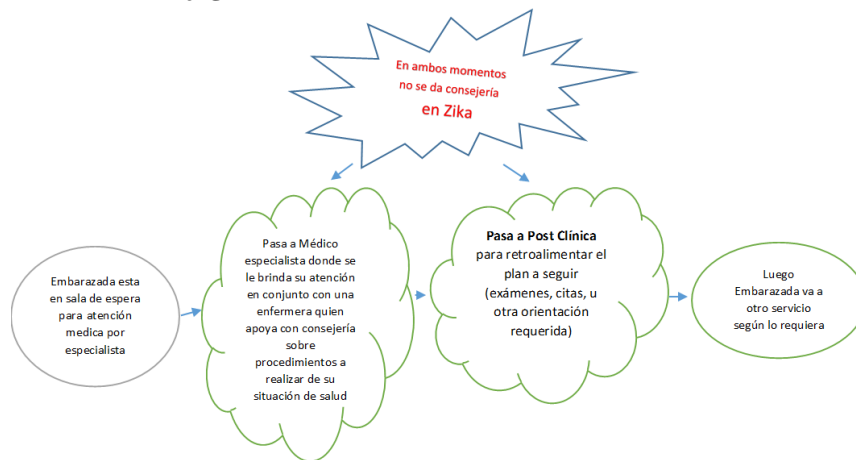 En ambos momentos
no se da consejería
en Zika
Embarazada esta
en sala de espera
para atención
medica por
especialista
Pasa a Médico
especialista donde se
le brinda su atención
en conjunto con una
enfermera quien
apoya con consejería
sobre
procedimientos a
realizar de su
situación de salud
Pasa a Post Clínica
para retroalimentar el
plan a seguir
(exámenes, citas, u
otra orientación
requerida)
Luego
Embarazada va a
otro servicio
según lo requiera